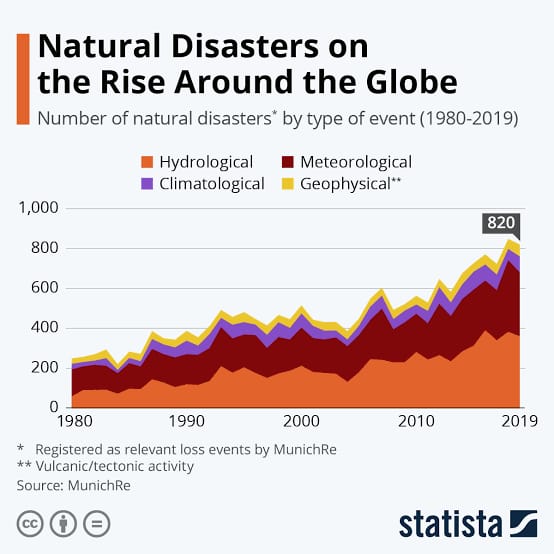 Natural Disasters on
the Rise Around the Globe
Number of natural disasters* by type of event (1980-2019)
Hydrological Meteorological
Climatological Geophysical**
1,000
820
800
600
400
200
0
1980 1990 2000 2010 2019
* Registered as relevant loss events by MunichRe
** Vulcanic/tectonic activity
Source: MunichRe
cc
statista